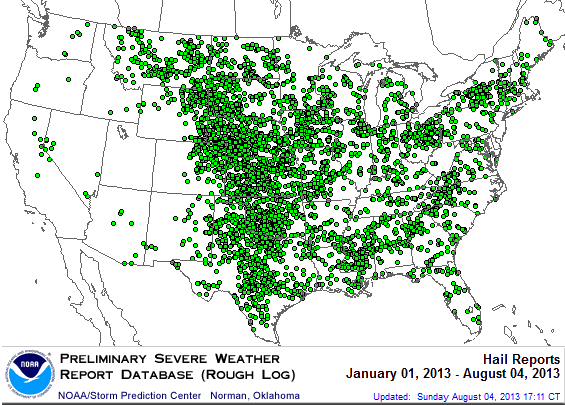 NOAA
PRELIMINARY SEVERE WEATHER
REPORT DATABASE (ROUGH LOG)
NOAA/Storm Prediction Center Norman, Oklahoma
Hail Reports
January 01, 2013 - August 04, 2013
Updated: Sunday August 04, 2013 17:11 CT